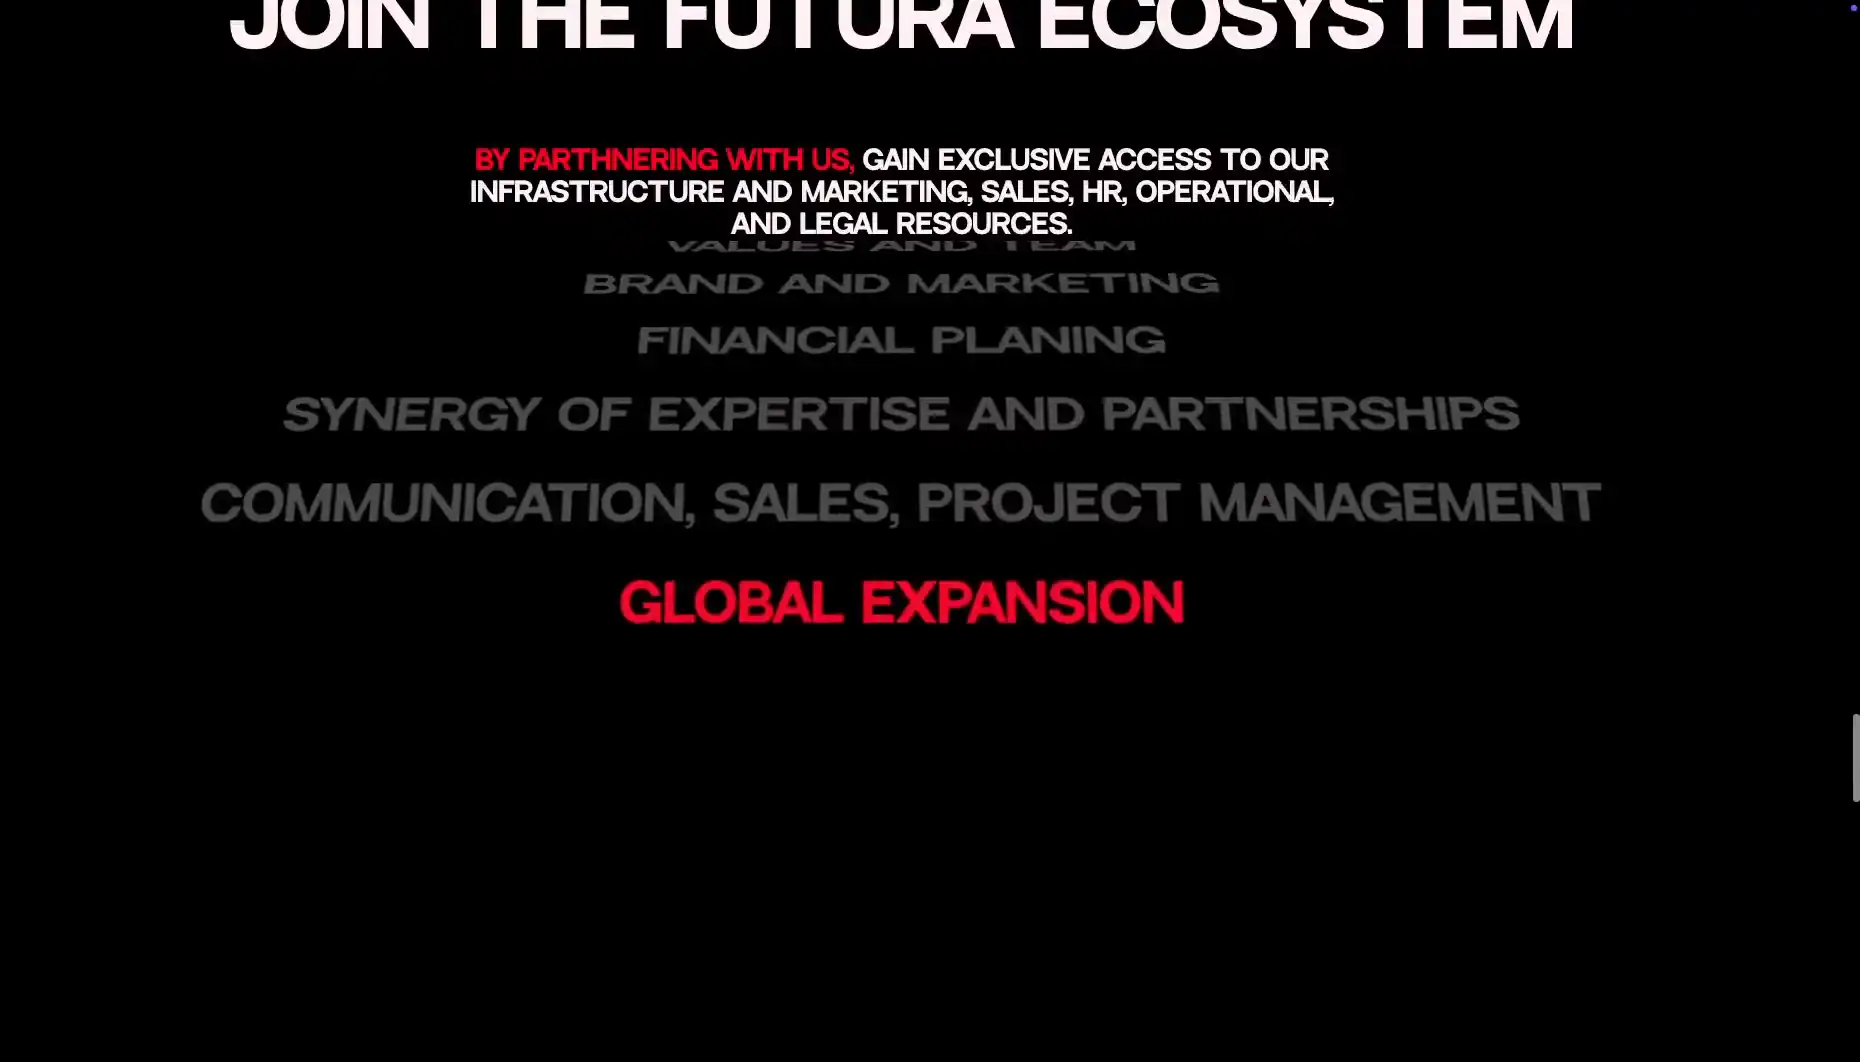 JOIN THE FUTURA ECOSYSTEM
BY PARTHNERING WITH US, GAIN EXCLUSIVE ACCESS TO OUR
INFRASTRUCTURE AND MARKETING, SALES, HR, OPERATIONAL,
AND LEGAL RESOURCES.
VALUES AND TEAM
BRAND AND MARKETING
FINANCIAL PLANING
SYNERGY OF EXPERTISE AND PARTNERSHIPS
COMMUNICATION, SALES, PROJECT MANAGEMENT
GLOBAL EXPANSION